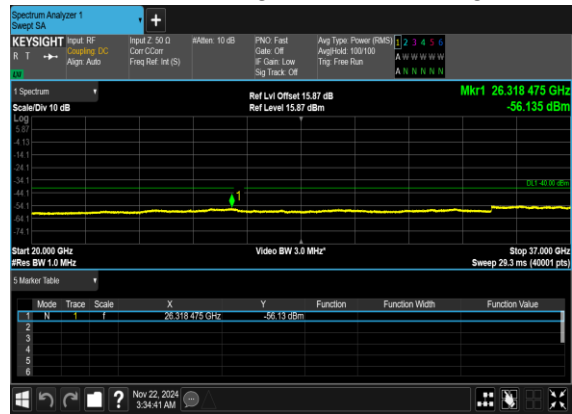 Spectrum Analyzer 1
Swept SA
+
KEYSIGHT Input: RF Input Z: 50 Ω #Atten: 10 dB PNO: Fast Avg Type: Power (RMS) 1 2 3 4 5 6
R T Coupling: DC Corr CCorr Gate: Off Avg|Hold: 100/100 A W W W W W
Align: Auto Freq Ref: Int (S) IF Gain: Low Trig: Free Run
LW Sig Track: Off A N N N N N
1 Spectrum Ref Lvl Offset 15.87 dB Mkr1 26.318 475 GHz
Scale/Div 10 dB Ref Level 15.87 dBm -56.135 dBm
Log
5.87
-4.13
-14.1
-24.1
-34.1
DL1 -40.00 dBm
-44.1
1
-54.1
-64.1
-74.1
Start 20.000 GHz Video BW 3.0 MHz* Stop 37.000 GHz
#Res BW 1.0 MHz Sweep 29.3 ms (40001 pts)
5 Marker Table
Mode Trace Scale X Y Function Function Width Function Value
1 N 1 f 26.318 475 GHz -56.13 dBm
2
3
4
5
6
? Nov 22, 2024
3:34:41 AM